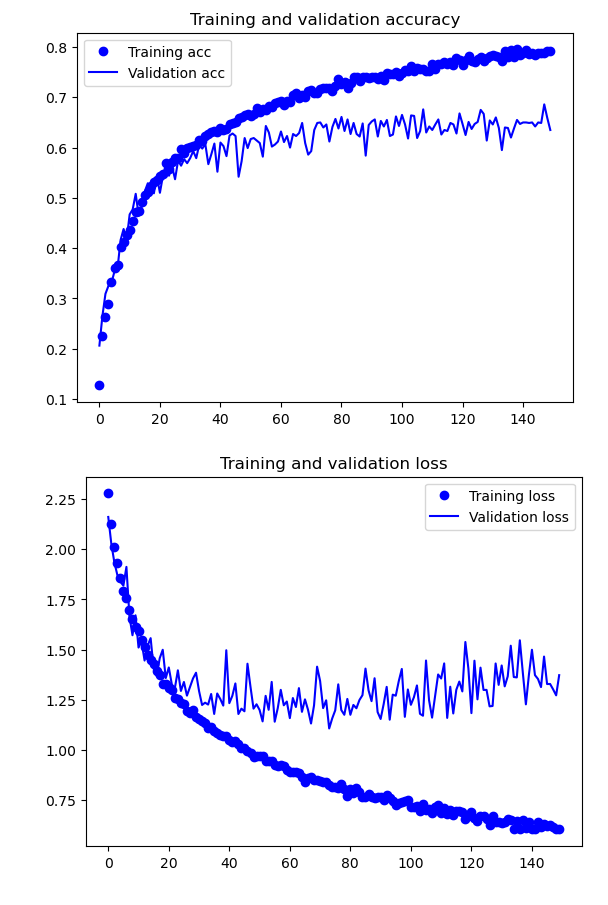 Training and validation accuracy
Training acc
Validation acc
0.8
0.7
0.6
0.5
0.4
0.3
0.2
0.1
0 20 40 60 80 100 120 140
Training and validation loss
Training loss
Validation loss
2.25
2.00
1.75
1.50
1.25
1.00
0.75
0 20 40 60 80 100 120 140